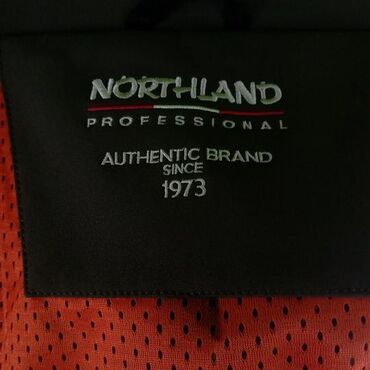 NORTHLAND
PROFESSIONAL
AUTHENTIC BRAND
SINCE
1973